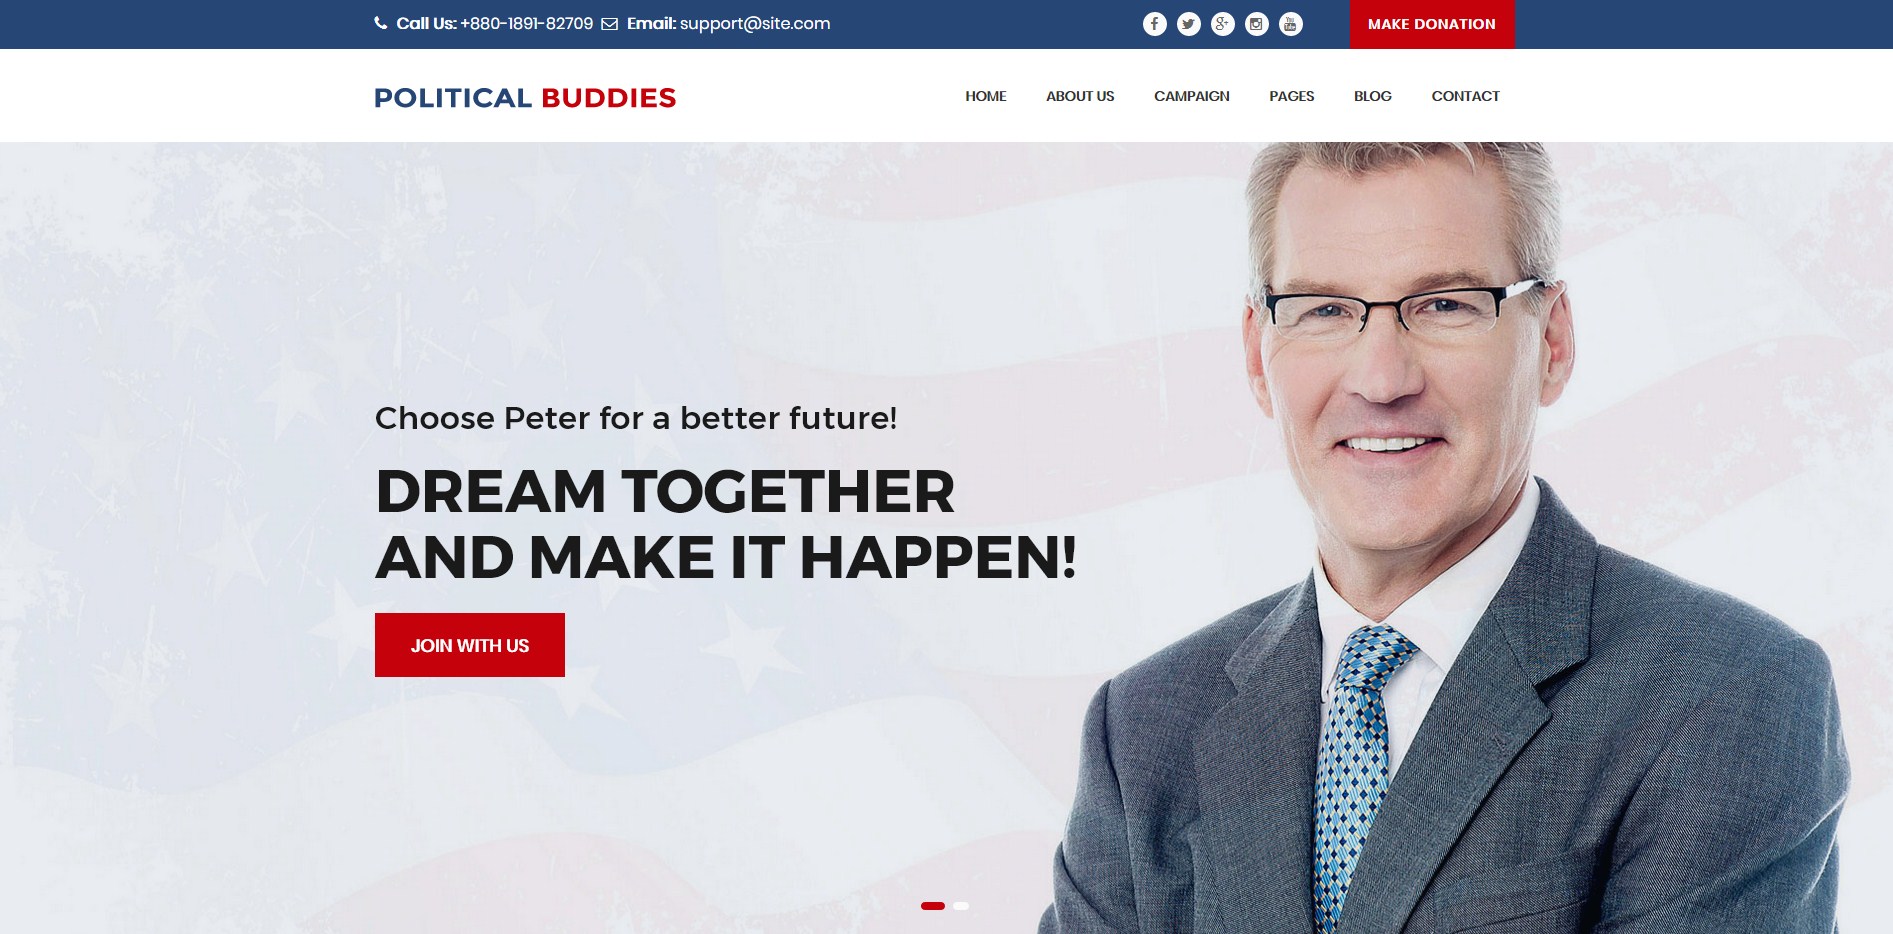 Call Us: +880-1891-82709 Email: support@site.com
MAKE DONATION
POLITICAL BUDDIES
HOME ABOUT US CAMPAIGN PAGES BLOG CONTACT
Choose Peter for a better future!
DREAM TOGETHER
AND MAKE IT HAPPEN!
JOIN WITH US